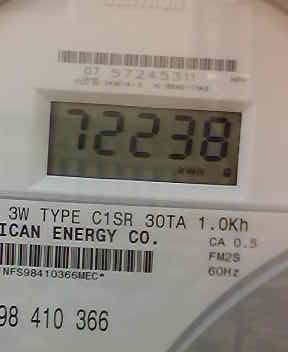 07 57245311
72238
kWh
3W TYPE C1SR 30TA 1.0Kh
ICAN ENERGY CO.
CA 0.5
FM2S
60Hz
*NFS98410366MEC*
98 410 366